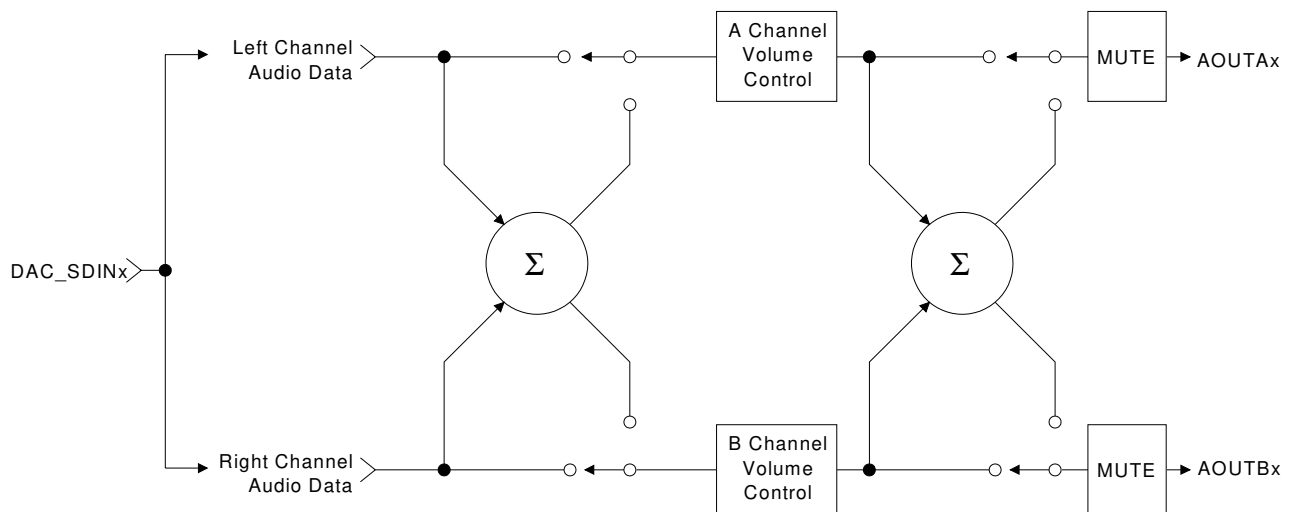 Left Channel
Audio Data
A Channel
Volume
Control
MUTE
AOUTAx
DAC_SDINx
Σ
Σ
Right Channel
Audio Data
B Channel
Volume
Control
MUTE
AOUTBx